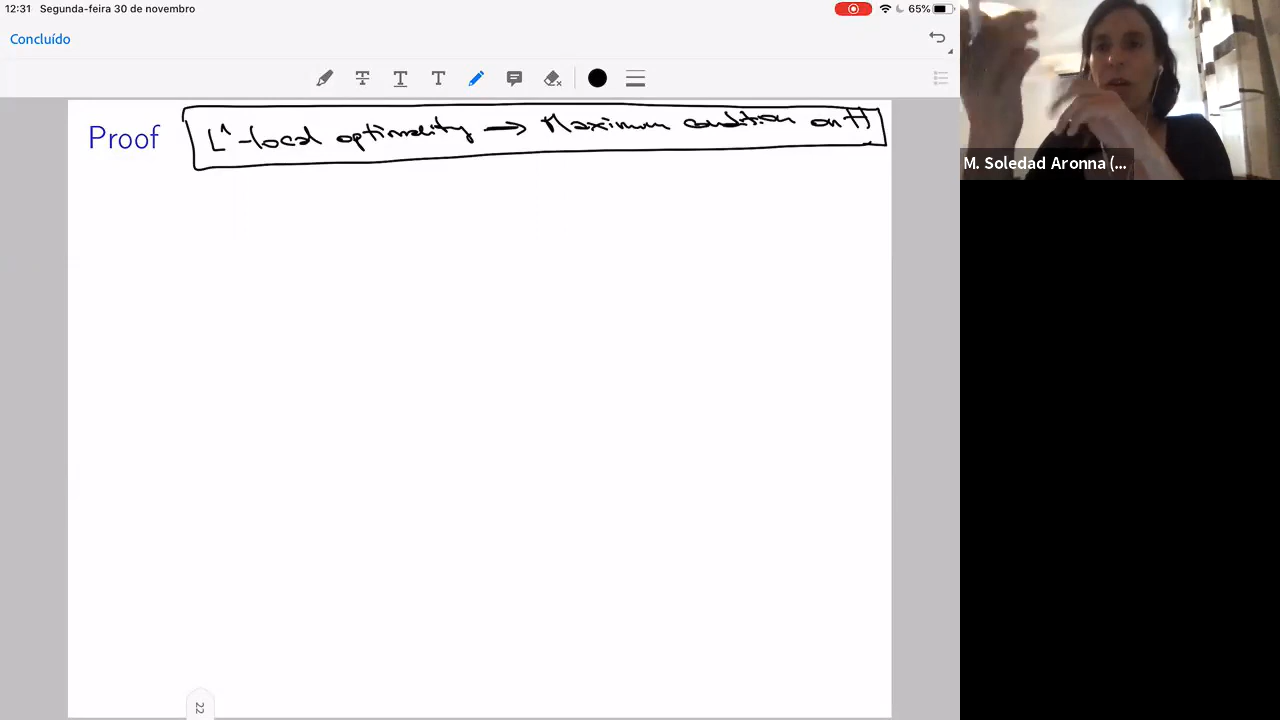 12:31 Segunda-feira 30 de novembro 65%
Concluído
T T T
M. Soledad Aronna (...
Proof L¹-local optimality → Maximum condition on H
22